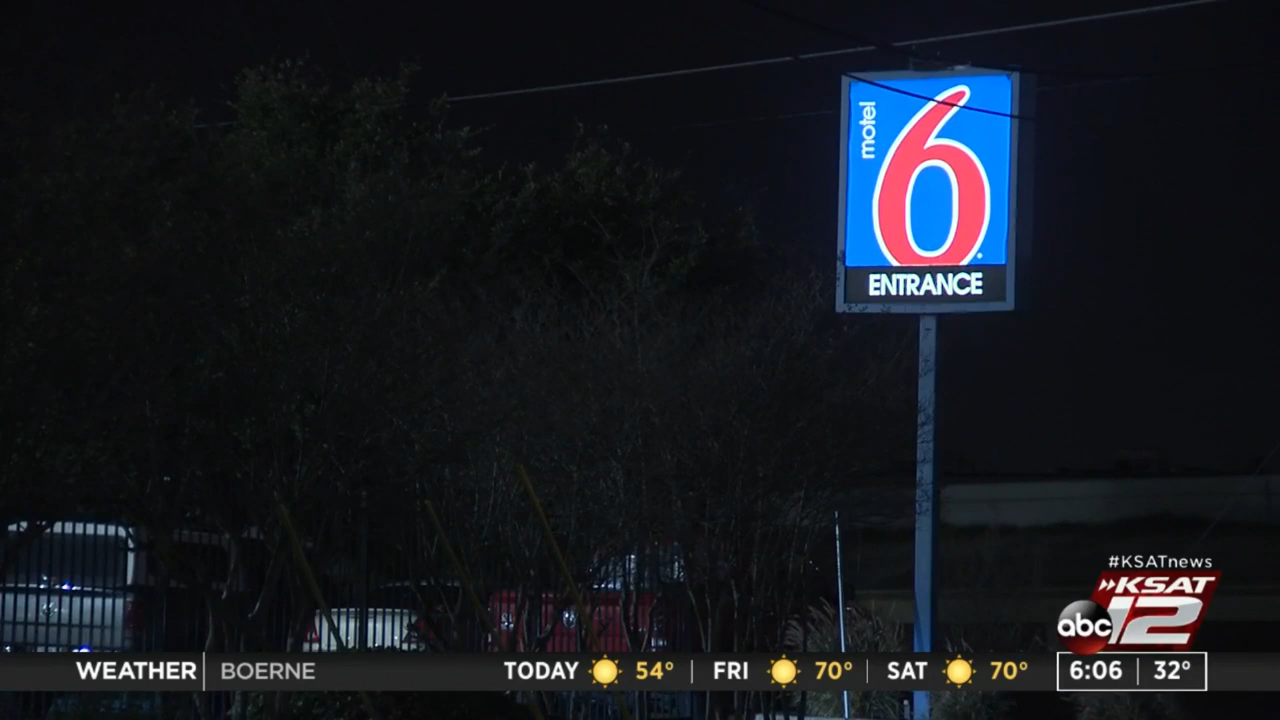 motel
6
ENTRANCE
#KSATnews
KSAT
abc 12
WEATHER BOERNE TODAY 54° FRI 70° SAT 70° 6:06 32°